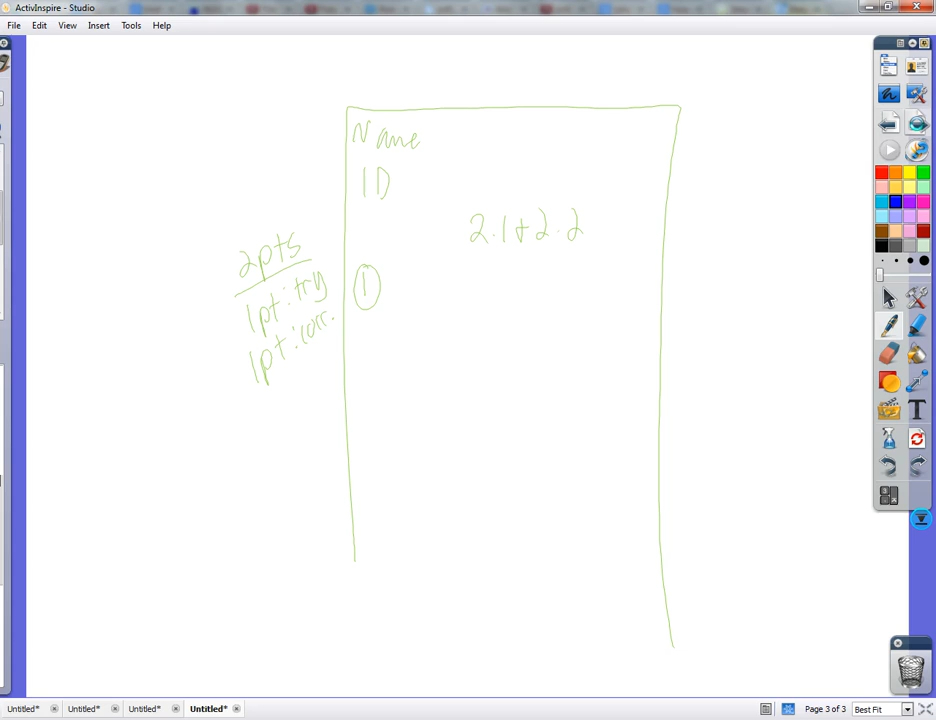 ActivInspire - Studio
File Edit View Insert Tools Help
Name
ID
2.1+2.2
2pts
1pt: try
1pt: corr.
1
Page 3 of 3
Best Fit
Untitled* Untitled* Untitled* Untitled*